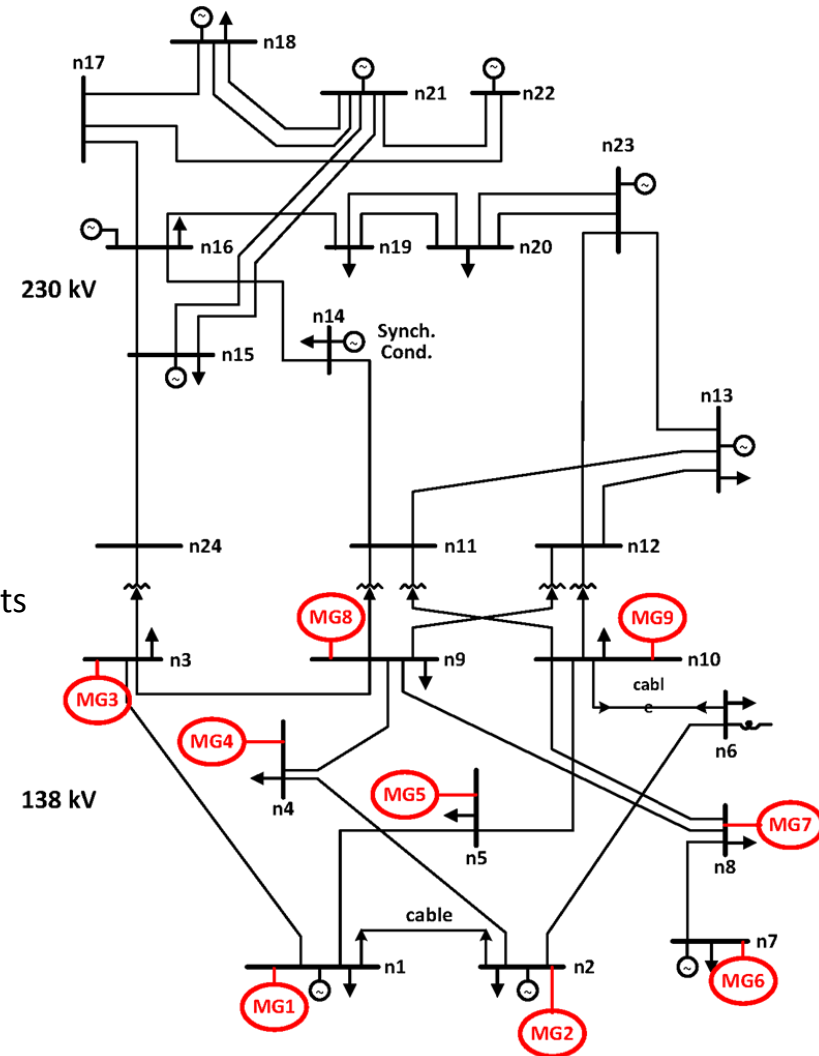 n18
n17
n21
n22
n23
n16
n19
n20
230 kV
n14
Synch.
Cond.
n15
n13
n24
n11
n12
ts
MG8
MG9
n3
n9
n10
MG3
cabl
e
MG4
n6
n4
138 kV
MG5
MG7
n5
n8
cable
n7
n1
n2
MG6
MG1
MG2
~
~
~
~
~
~
~
~
~
~
~